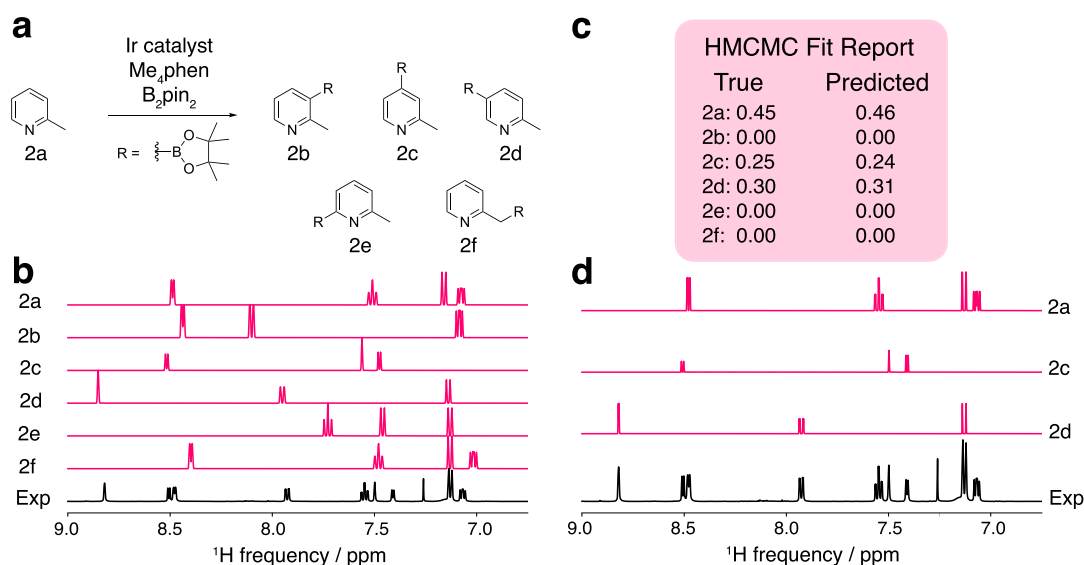 a
Ir catalyst
Me4phen
B2pin2
R =
B
O
O
N
2a
R
N
2b
R
N
2c
R
N
2d
R
N
2e
R
N
2f
b
2a
2b
2c
2d
2e
2f
Exp
9.0 8.5 8.0 7.5 7.0
¹H frequency / ppm
c
HMCMC Fit Report
True Predicted
2a: 0.45 0.46
2b: 0.00 0.00
2c: 0.25 0.24
2d: 0.30 0.31
2e: 0.00 0.00
2f: 0.00 0.00
d
2a
2c
2d
Exp
9.0 8.5 8.0 7.5 7.0
¹H frequency / ppm